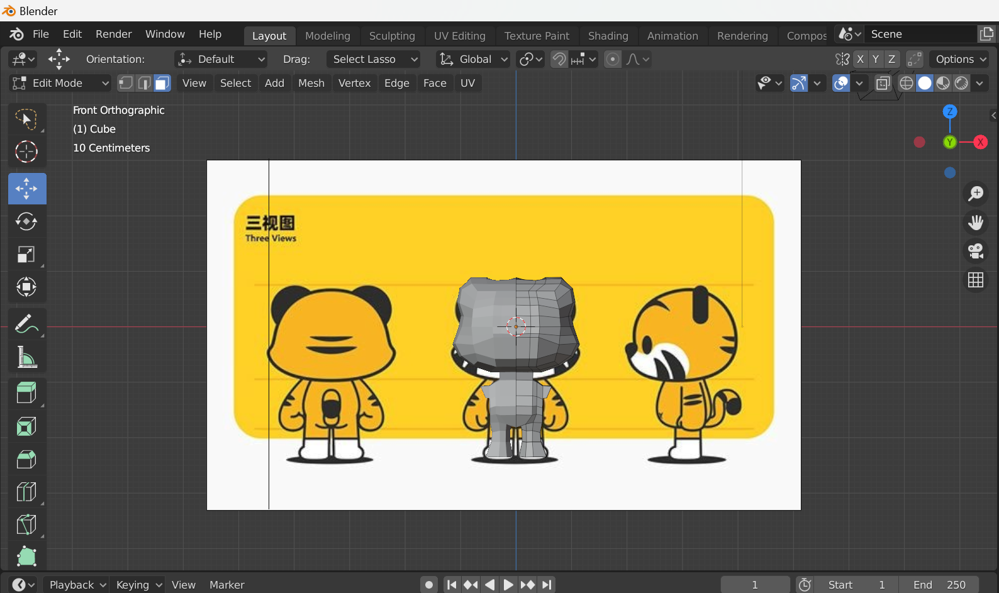 Blender
File Edit Render Window Help Layout Modeling Sculpting UV Editing Texture Paint Shading Animation Rendering Compos Scene
Orientation: Default Drag: Select Lasso Global X Y Z Options
Edit Mode View Select Add Mesh Vertex Edge Face UV
Front Orthographic
(1) Cube
10 Centimeters
Z
Y X
三视图
Three Views
Playback Keying View Marker 1 Start 1 End 250